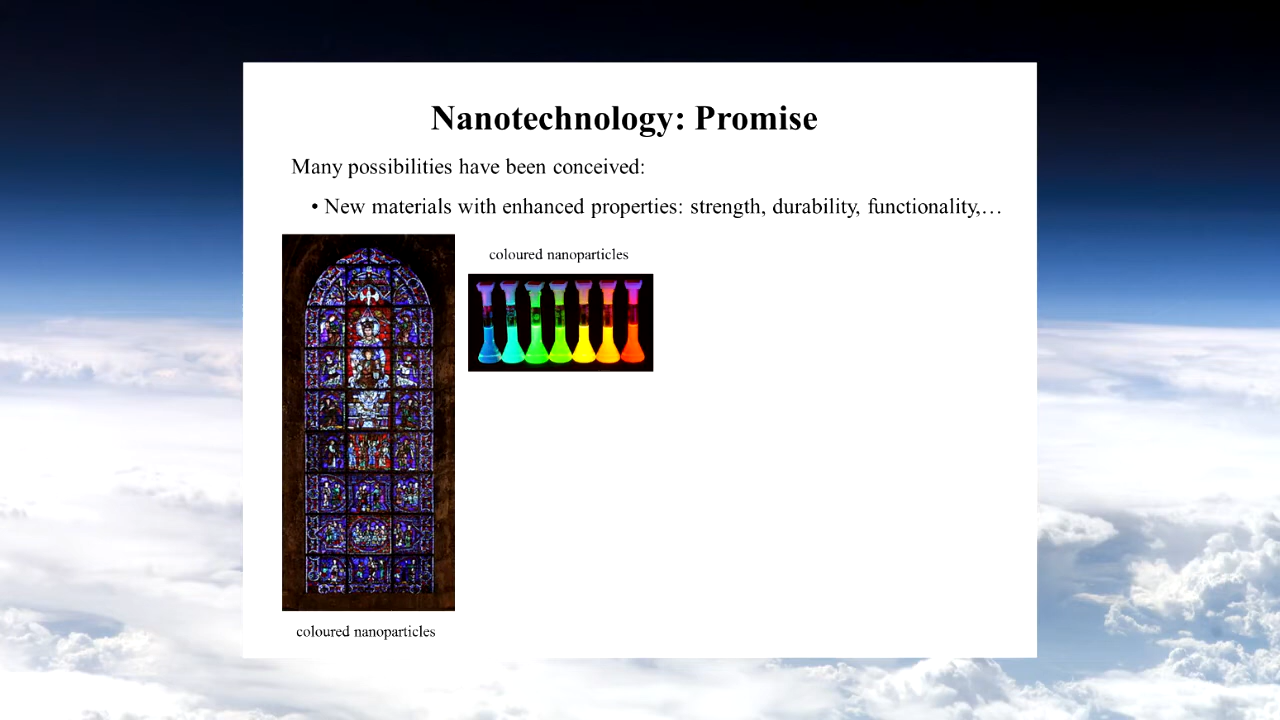 Nanotechnology: Promise
Many possibilities have been conceived:
• New materials with enhanced properties: strength, durability, functionality,…
coloured nanoparticles
coloured nanoparticles